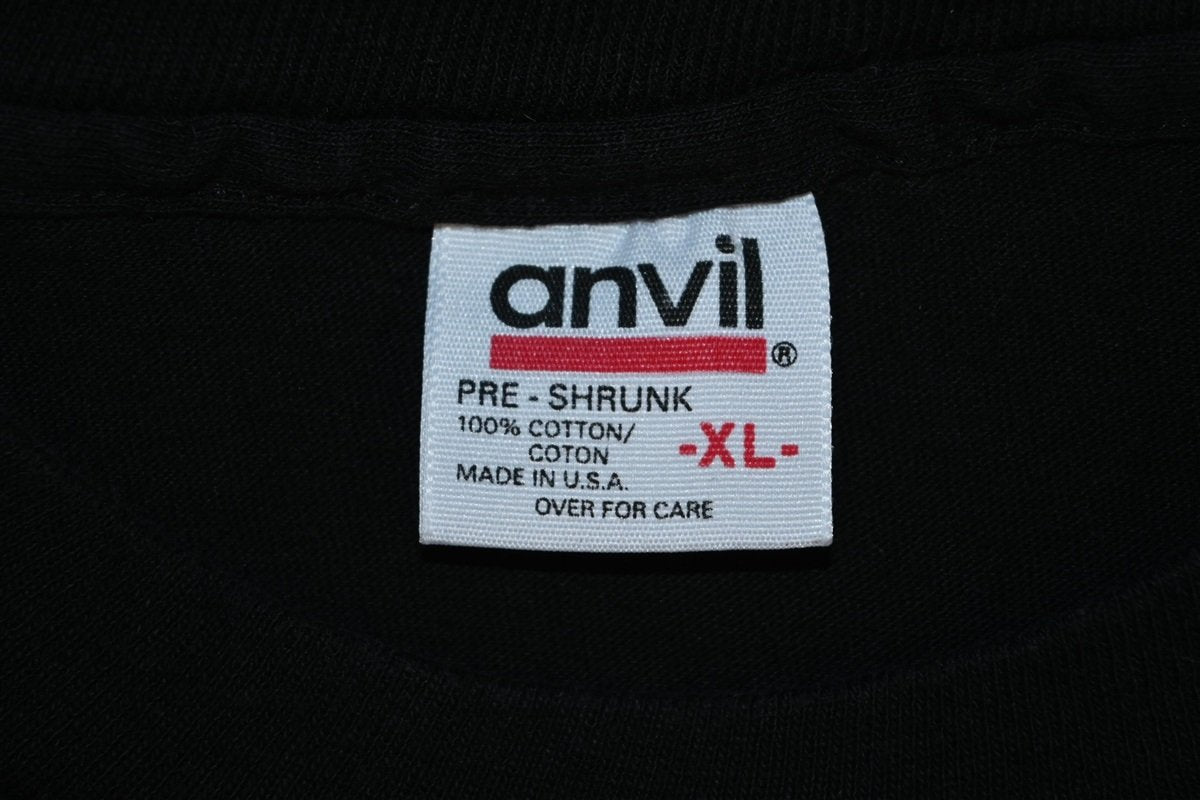 anvil
®
PRE - SHRUNK
100% COTTON/
COTON
-XL-
MADE IN U.S.A.
OVER FOR CARE